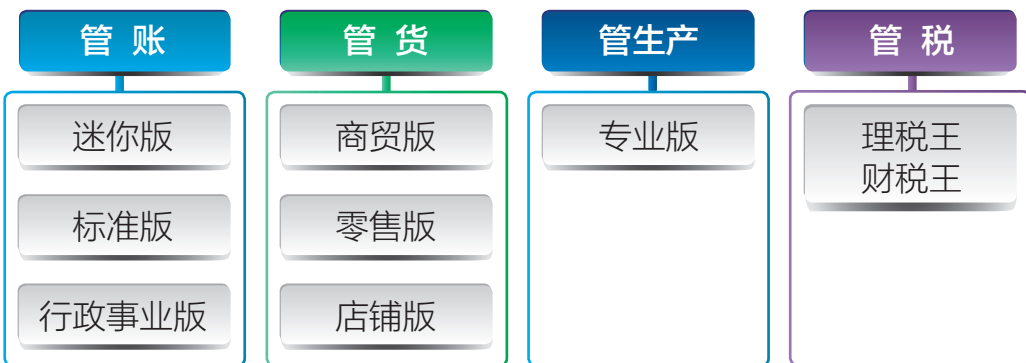 管 账
迷你版
标准版
行政事业版
管 货
商贸版
零售版
店铺版
管生产
专业版
管 税
理税王
财税王